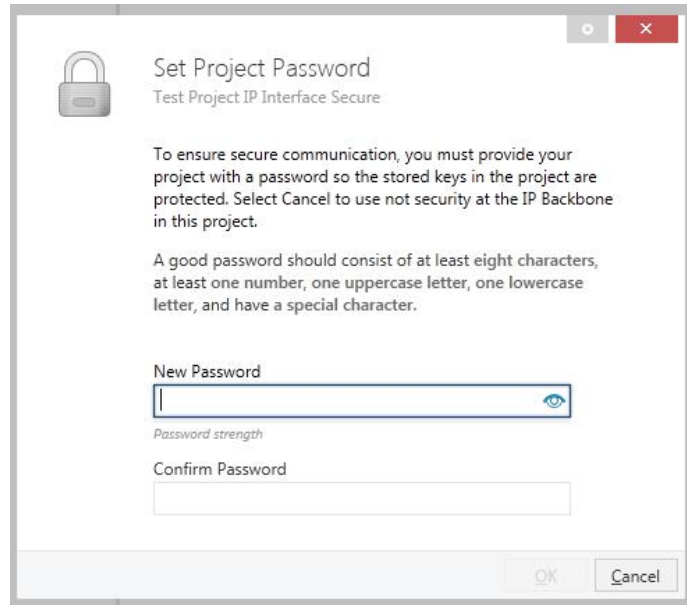 Set Project Password
Test Project IP Interface Secure
To ensure secure communication, you must provide your
project with a password so the stored keys in the project are
protected. Select Cancel to use not security at the IP Backbone
in this project.
A good password should consist of at least eight characters,
at least one number, one uppercase letter, one lowercase
letter, and have a special character.
New Password
Password strength
Confirm Password
OK Cancel